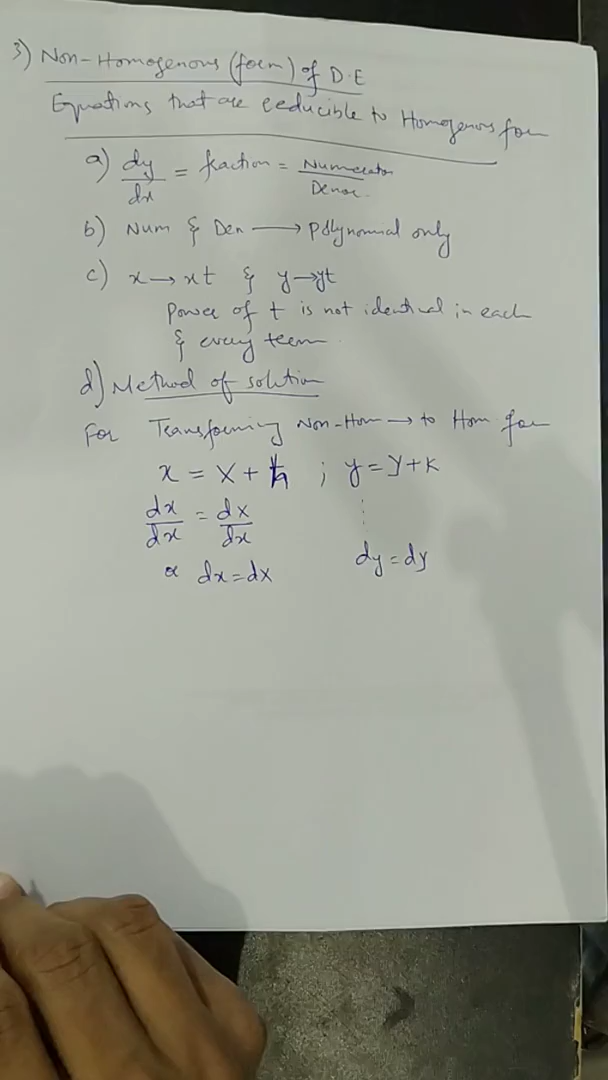 3) Non-Homogenous (form) of D.E
Equations that are reducible to Homogenous form
a) dy/dx = fraction = Numerator/Denor.
b) Num & Den → polynomial only
c) x → xt & y → yt
Power of t is not identical in each
& every term.
d) Method of solution
For Transforming Non-Hom → to Hom form
x = X + h ; y = Y + K
dx/dx = dX/dx
or dx = dX dy = dY